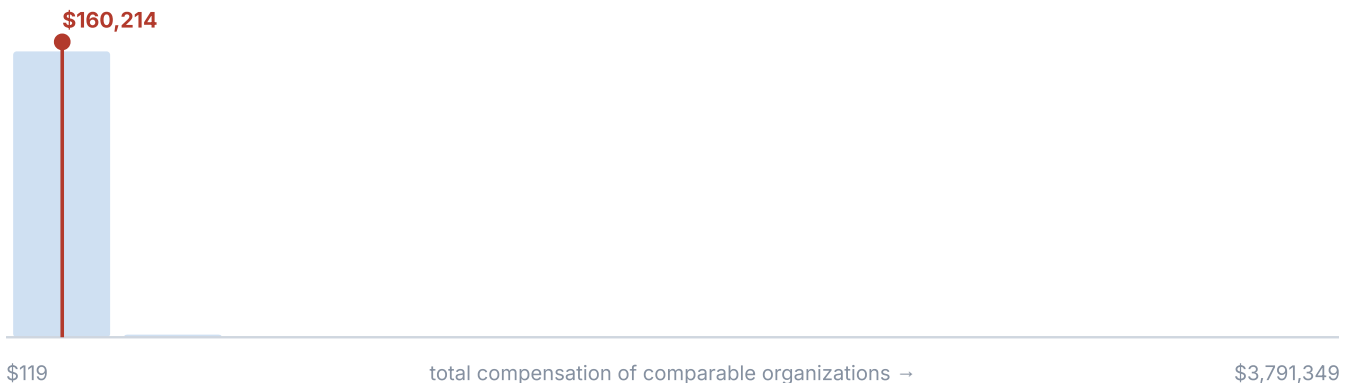 $160,214
$119 total compensation of comparable organizations → $3,791,349